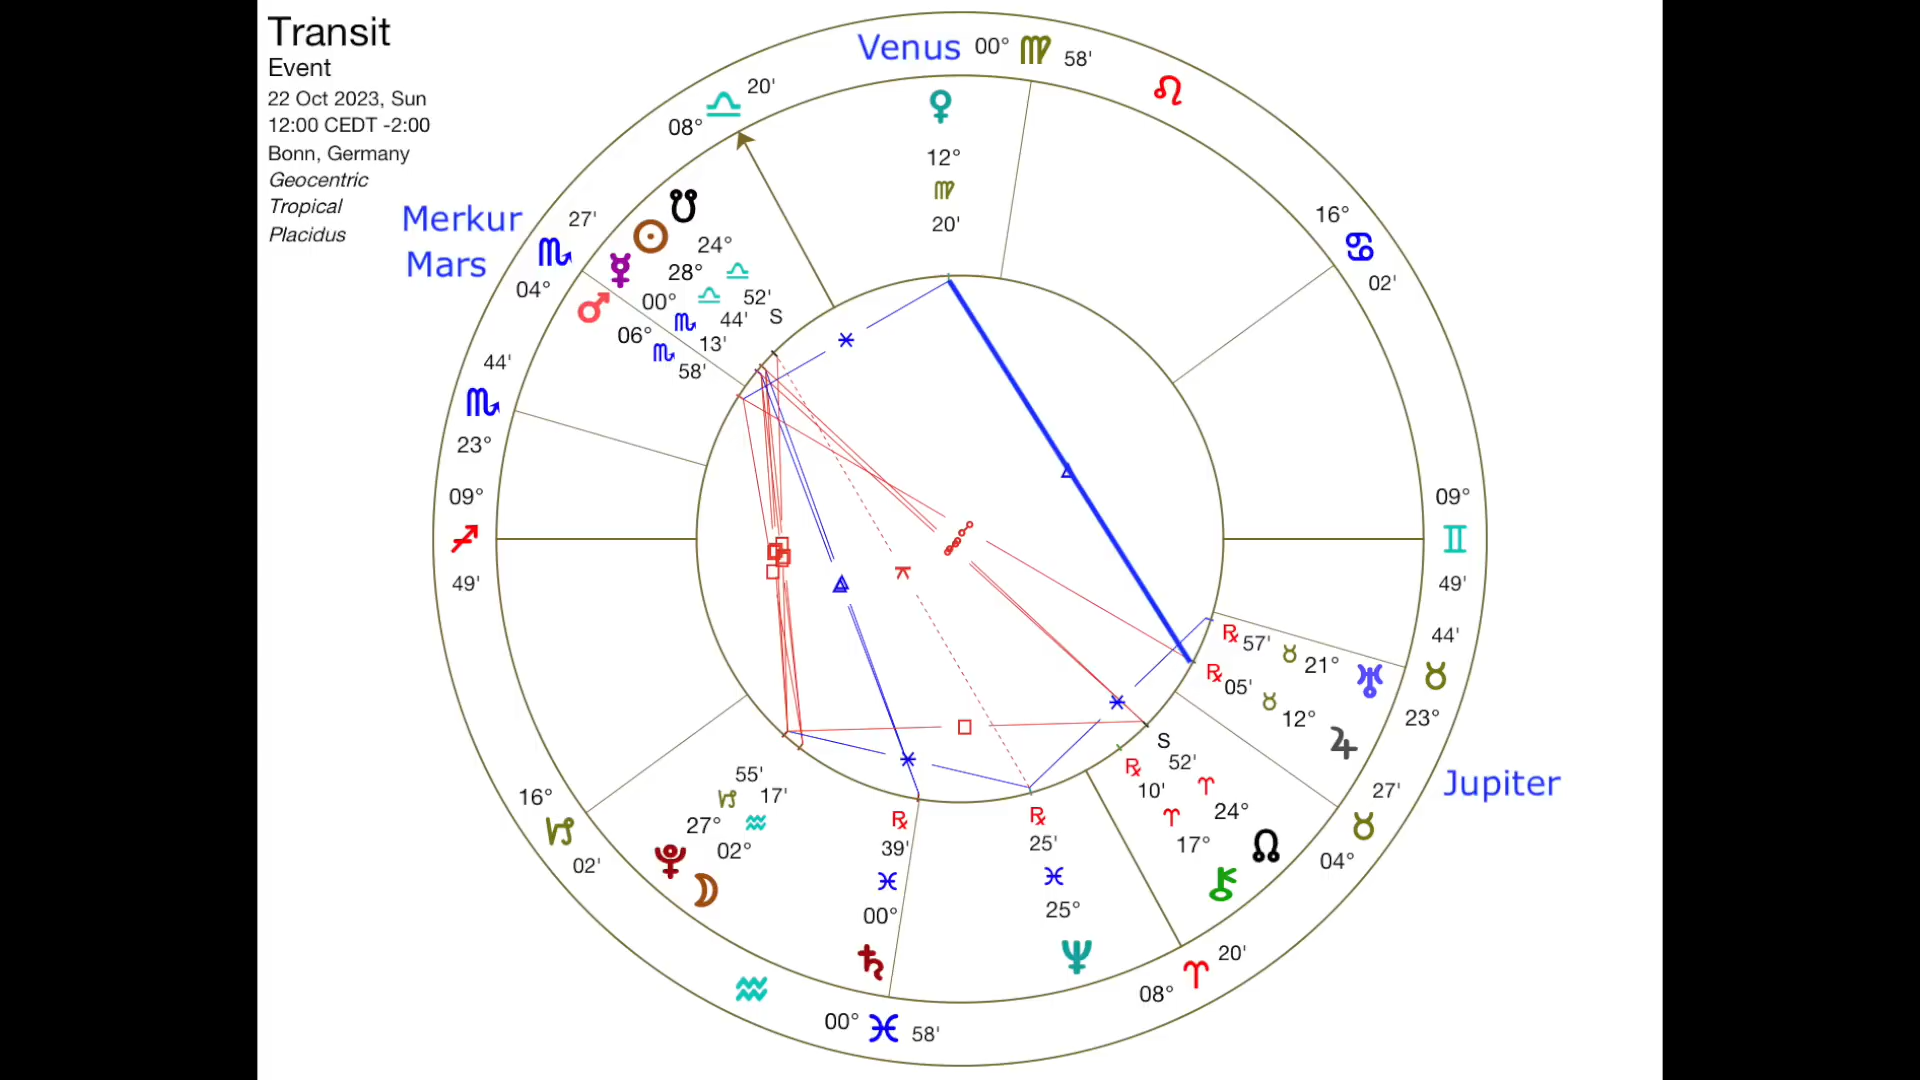 Transit
Event
22 Oct 2023, Sun
12:00 CEDT -2:00
Bonn, Germany
Geocentric
Tropical
Placidus
Venus 00° ♍ 58'
♌
20'
♎
08°
♀
12°
♍
20'
Merkur
Mars
27'
♏
04°
☋
☉
☿
♂
24° ♎ 52' S
28° ♎ 44'
00° ♏ 13'
06° ♏ 58'
16°
♋
02'
44'
♏
23°
09°
♐
49'
09°
♊
49'
℞ 57' ♉ 21° ♅
℞ 05' ♉ 12° ♃
44'
♉
23°
Jupiter
S 52' ♈ 24° ☊
℞ 10' ♈ 17° ⚷
27'
♉
04°
16°
♑
02'
55' ♑ 27° ♇
17' ♒ 02° ☽
℞
39'
♓
00°
♄
℞
25'
♓
25°
♆
20'
♈
08°
♒
00° ♓ 58'